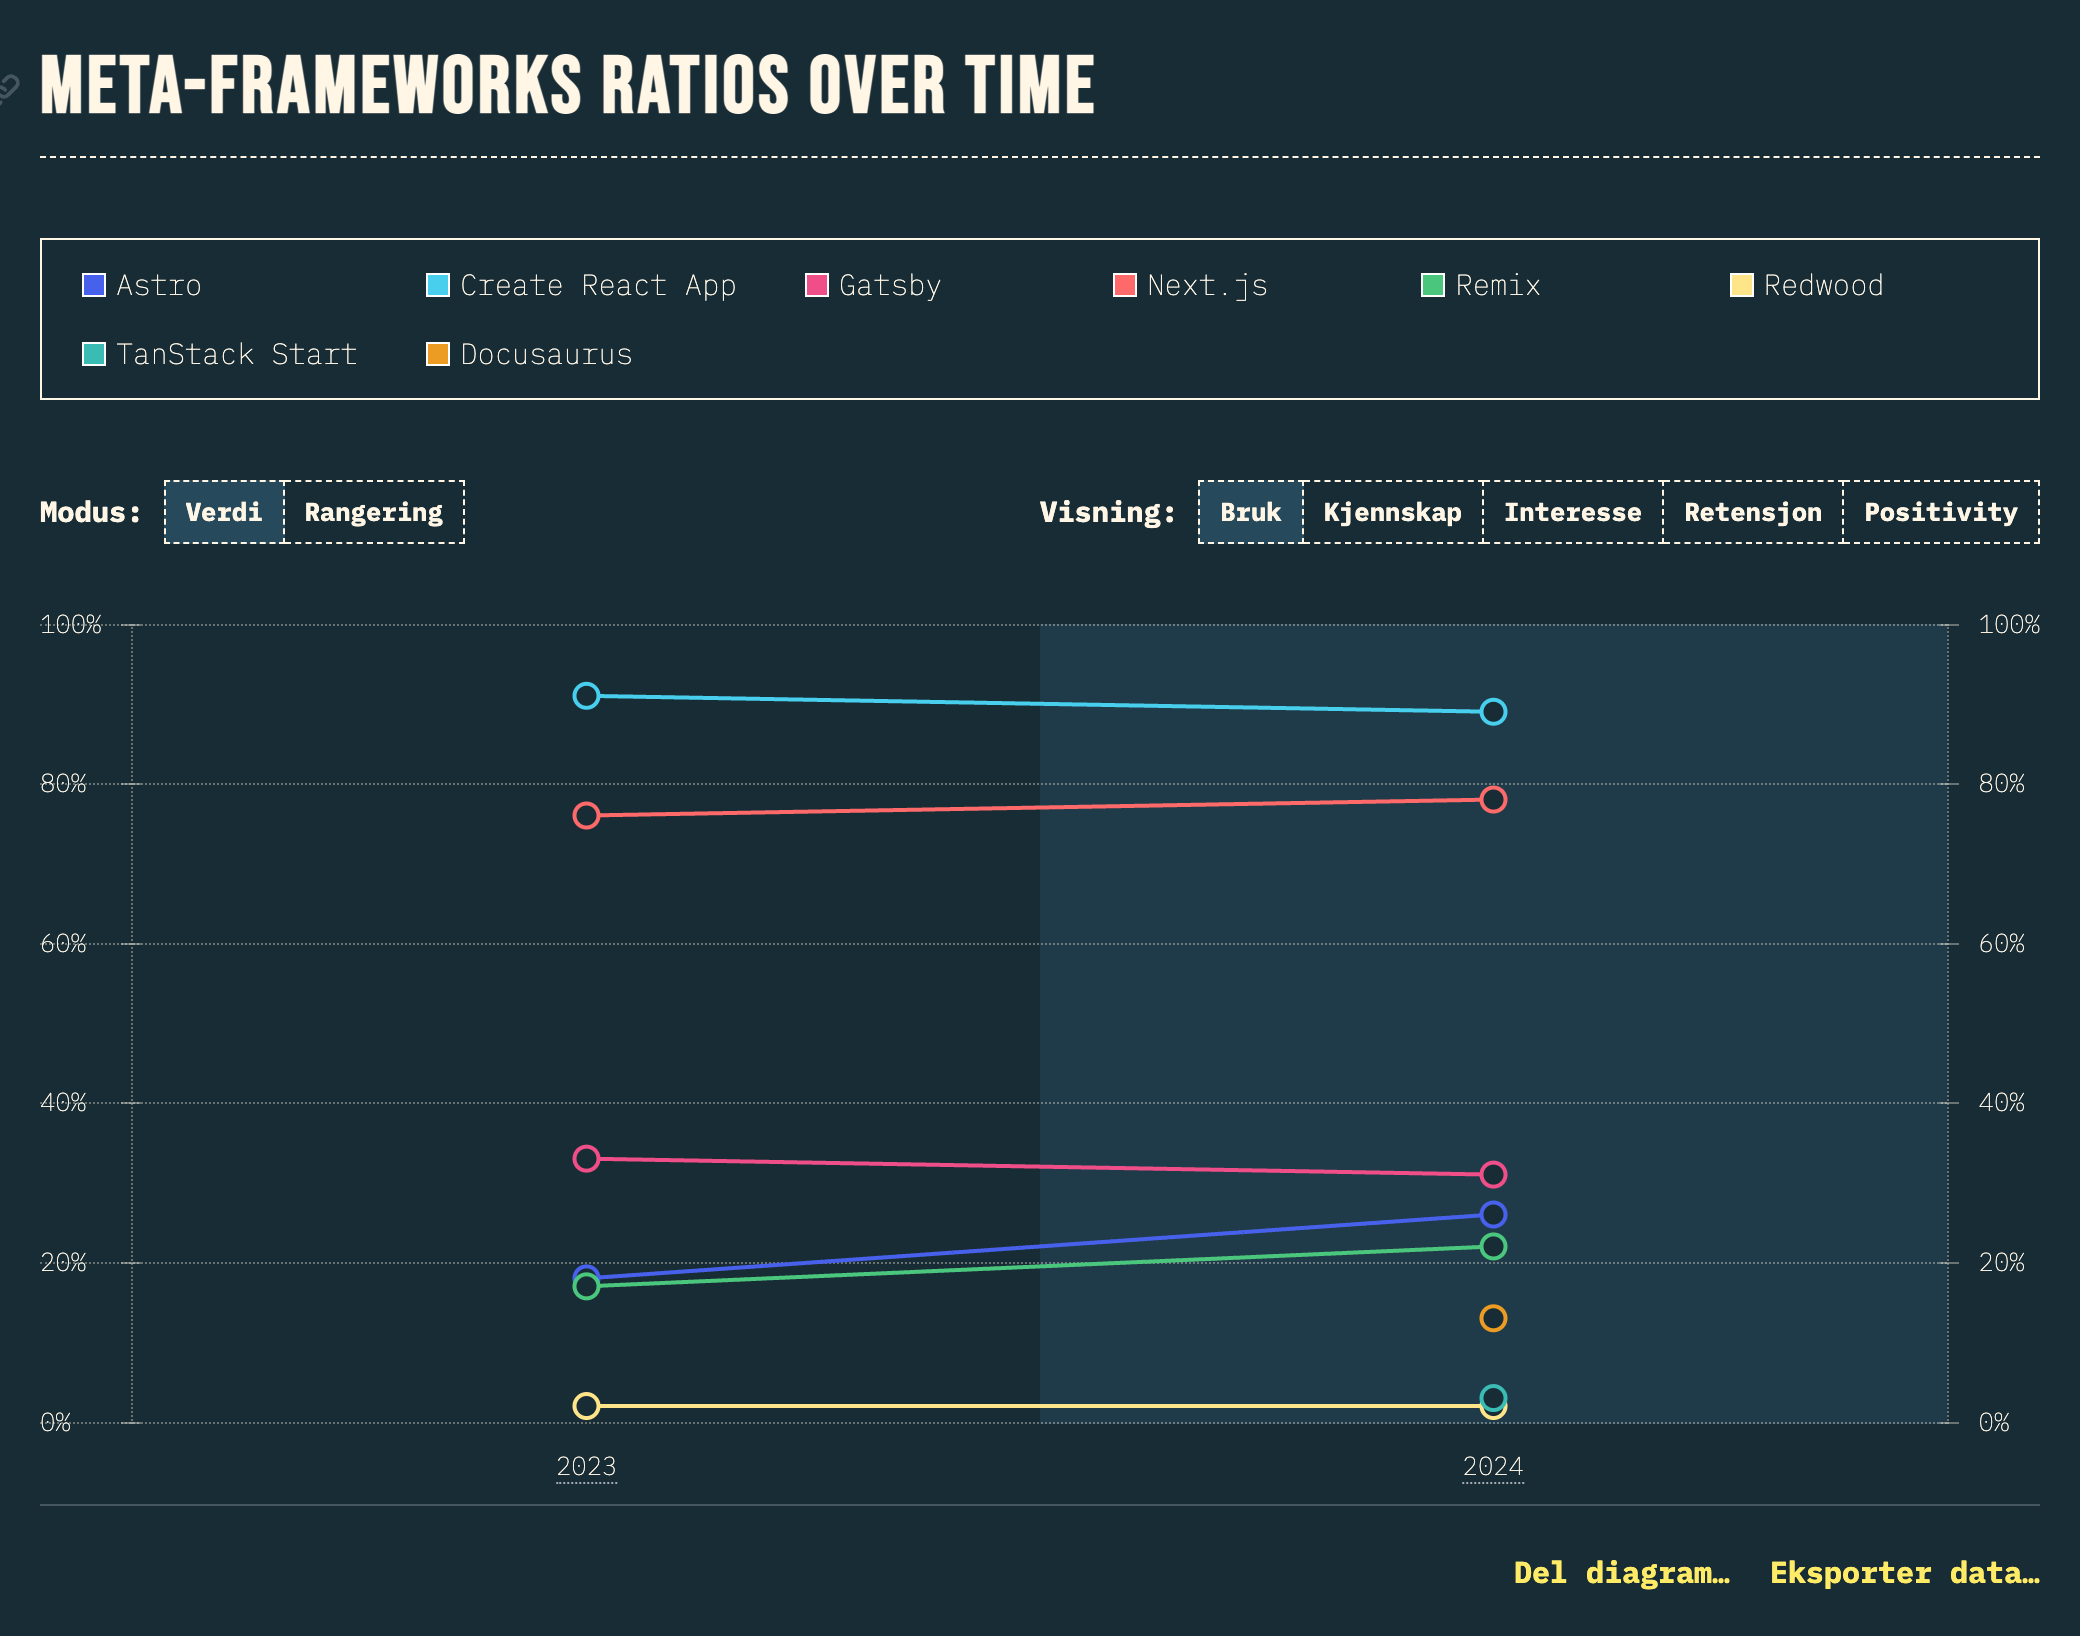 META-FRAMEWORKS RATIOS OVER TIME
Astro Create React App Gatsby Next.js Remix Redwood
TanStack Start Docusaurus
Modus: Verdi Rangering Visning: Bruk Kjennskap Interesse Retensjon Positivity
100% 100%
80% 80%
60% 60%
40% 40%
20% 20%
0% 0%
2023 2024
Del diagram… Eksporter data…